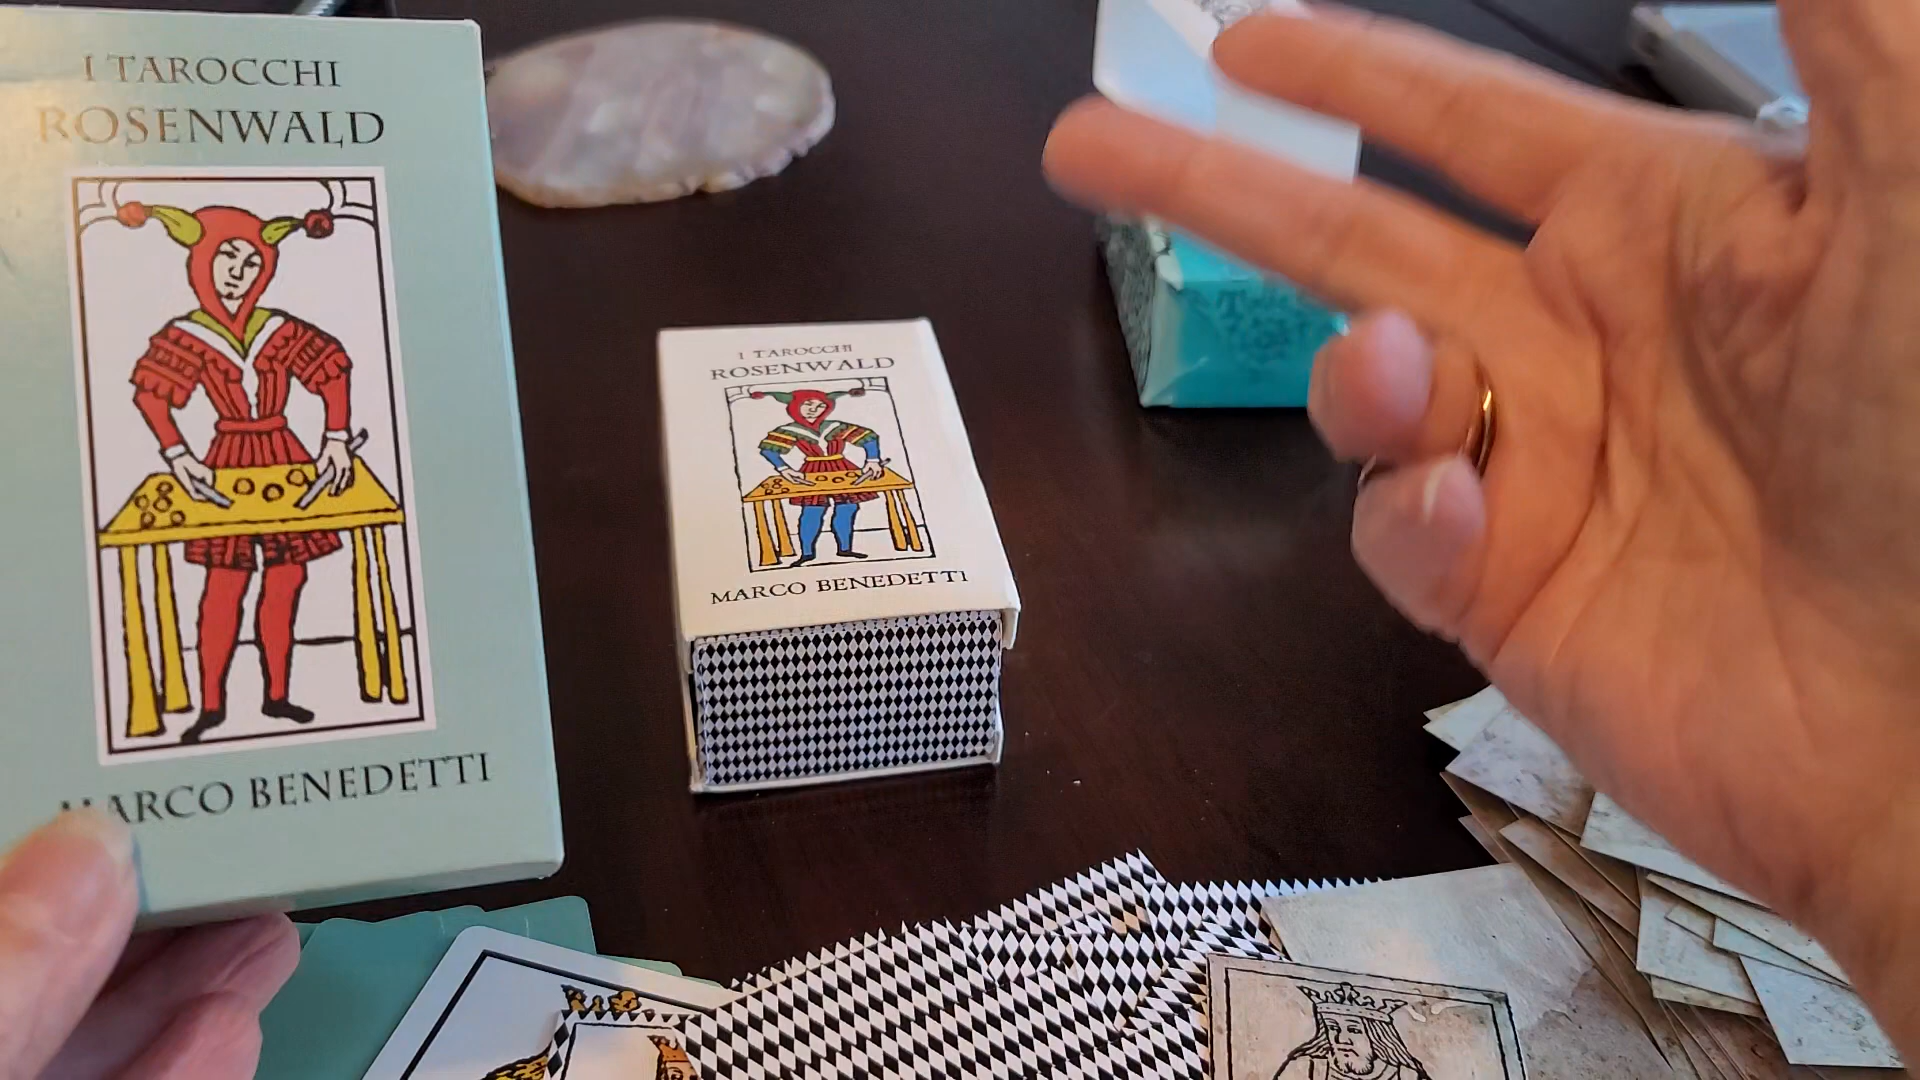 I TAROCCHI
ROSENWALD
MARCO BENEDETTI
I TAROCCHI
ROSENWALD
MARCO BENEDETTI